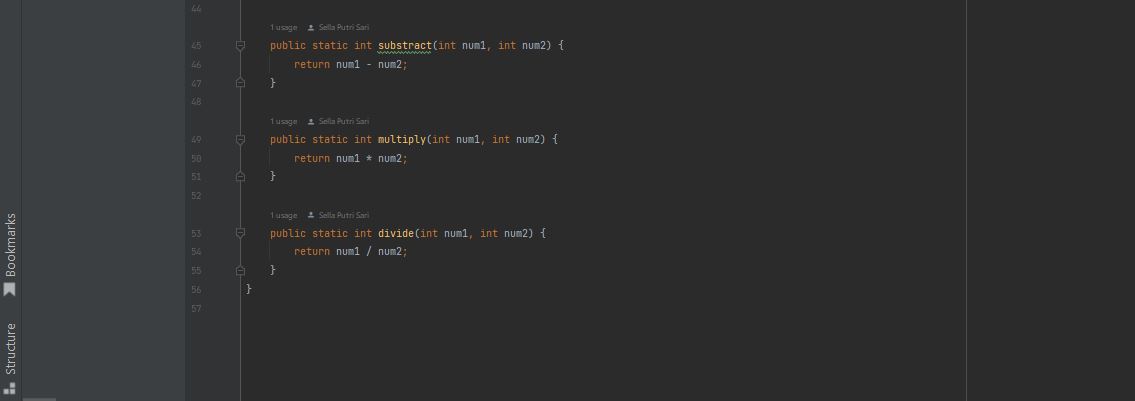 44
1 usage Sella Putri Sari
45 public static int substract(int num1, int num2) {
46 return num1 - num2;
47 }
48
1 usage Sella Putri Sari
49 public static int multiply(int num1, int num2) {
50 return num1 * num2;
51 }
52
1 usage Sella Putri Sari
53 public static int divide(int num1, int num2) {
54 return num1 / num2;
55 }
56 }
57
Bookmarks
Structure